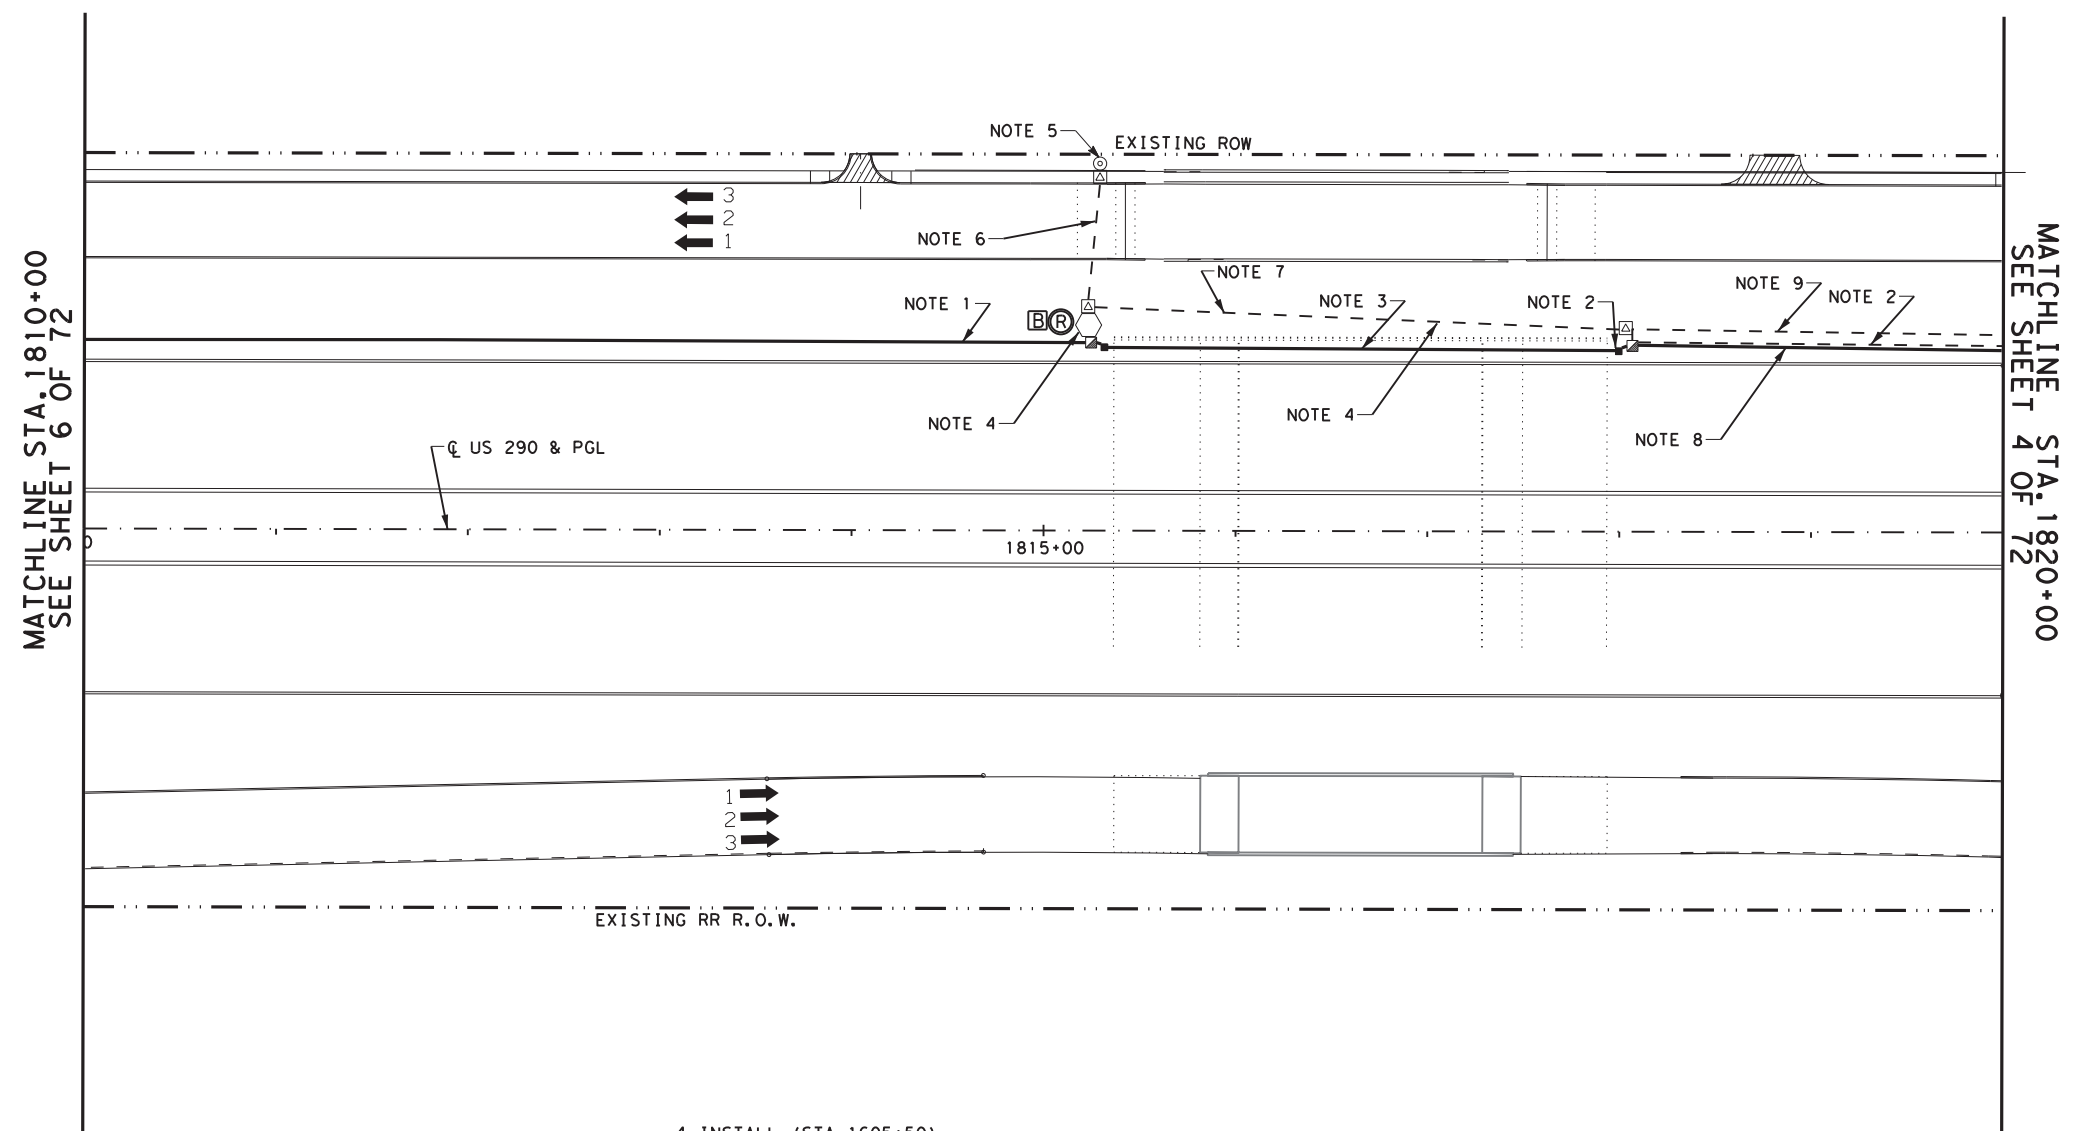 NOTE 5
EXISTING ROW
3
2
1
NOTE 6
NOTE 7
NOTE 1
B R
NOTE 3
NOTE 2
NOTE 9
NOTE 2
NOTE 4
NOTE 4
NOTE 8
℄ US 290 & PGL
0
1815+00
MATCHLINE STA. 1810+00
SEE SHEET 6 OF 72
MATCHLINE STA. 1820+00
SEE SHEET 4 OF 72
1
2
3
EXISTING RR R.O.W.